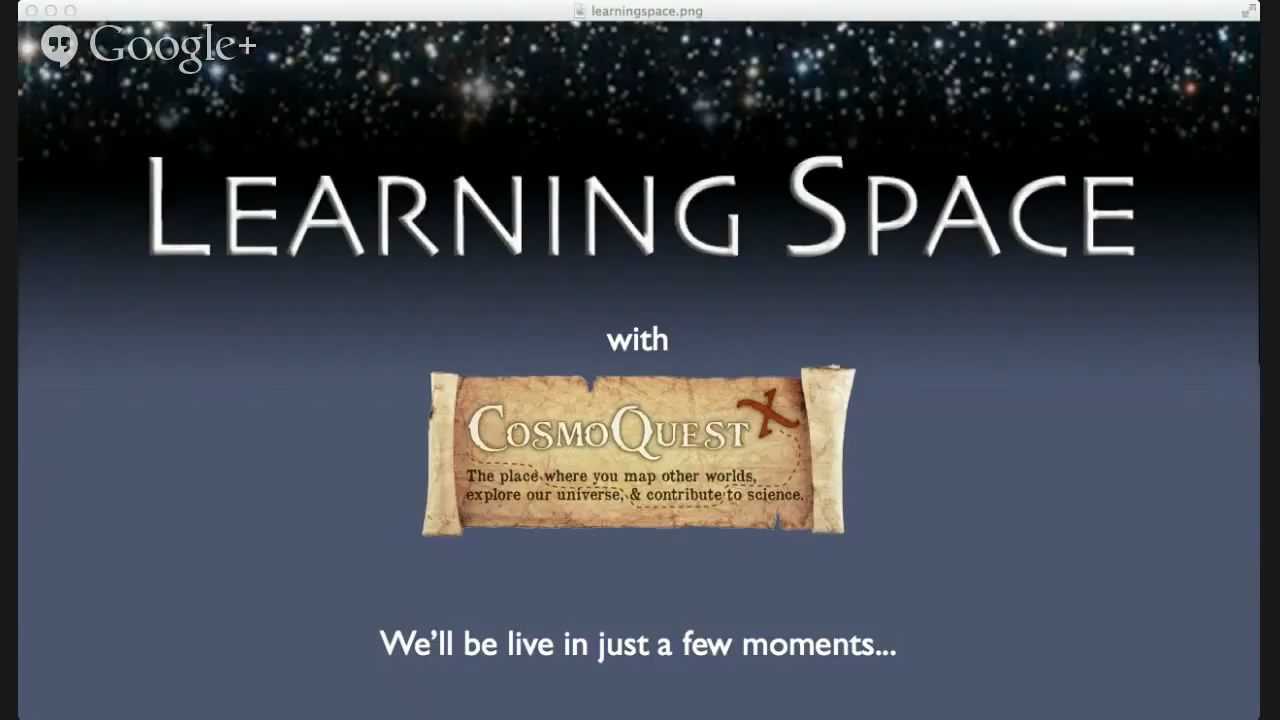 learningspace.png
Google+
LEARNING SPACE
with
COSMOQUEST
The place where you map other worlds,
explore our universe, & contribute to science.
We'll be live in just a few moments...